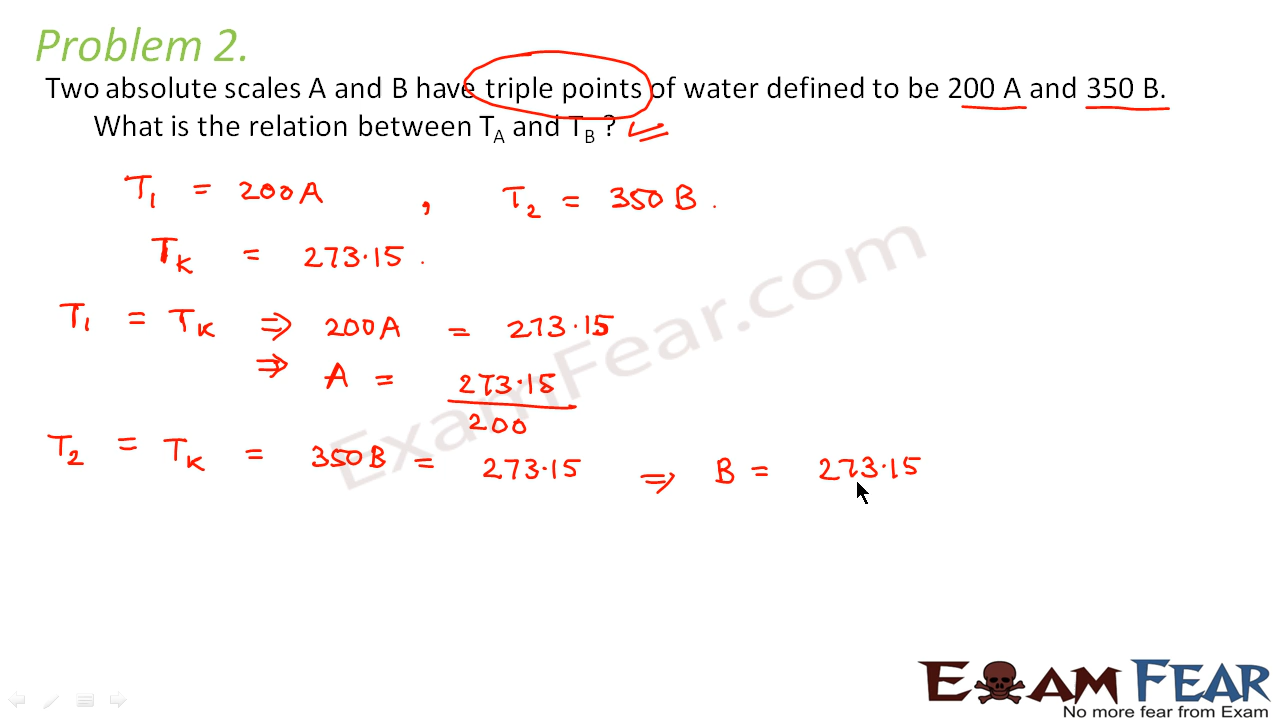 Problem 2.
Two absolute scales A and B have triple points of water defined to be 200 A and 350 B.
What is the relation between TA and TB ?
T1 = 200A , T2 = 350 B .
TK = 273.15 .
T1 = TK ⇒ 200A = 273.15
⇒ A = 273.15
200
T2 = TK = 350B = 273.15 ⇒ B = 273.15
ExamFear.com
EXAM FEAR
No more fear from Exam